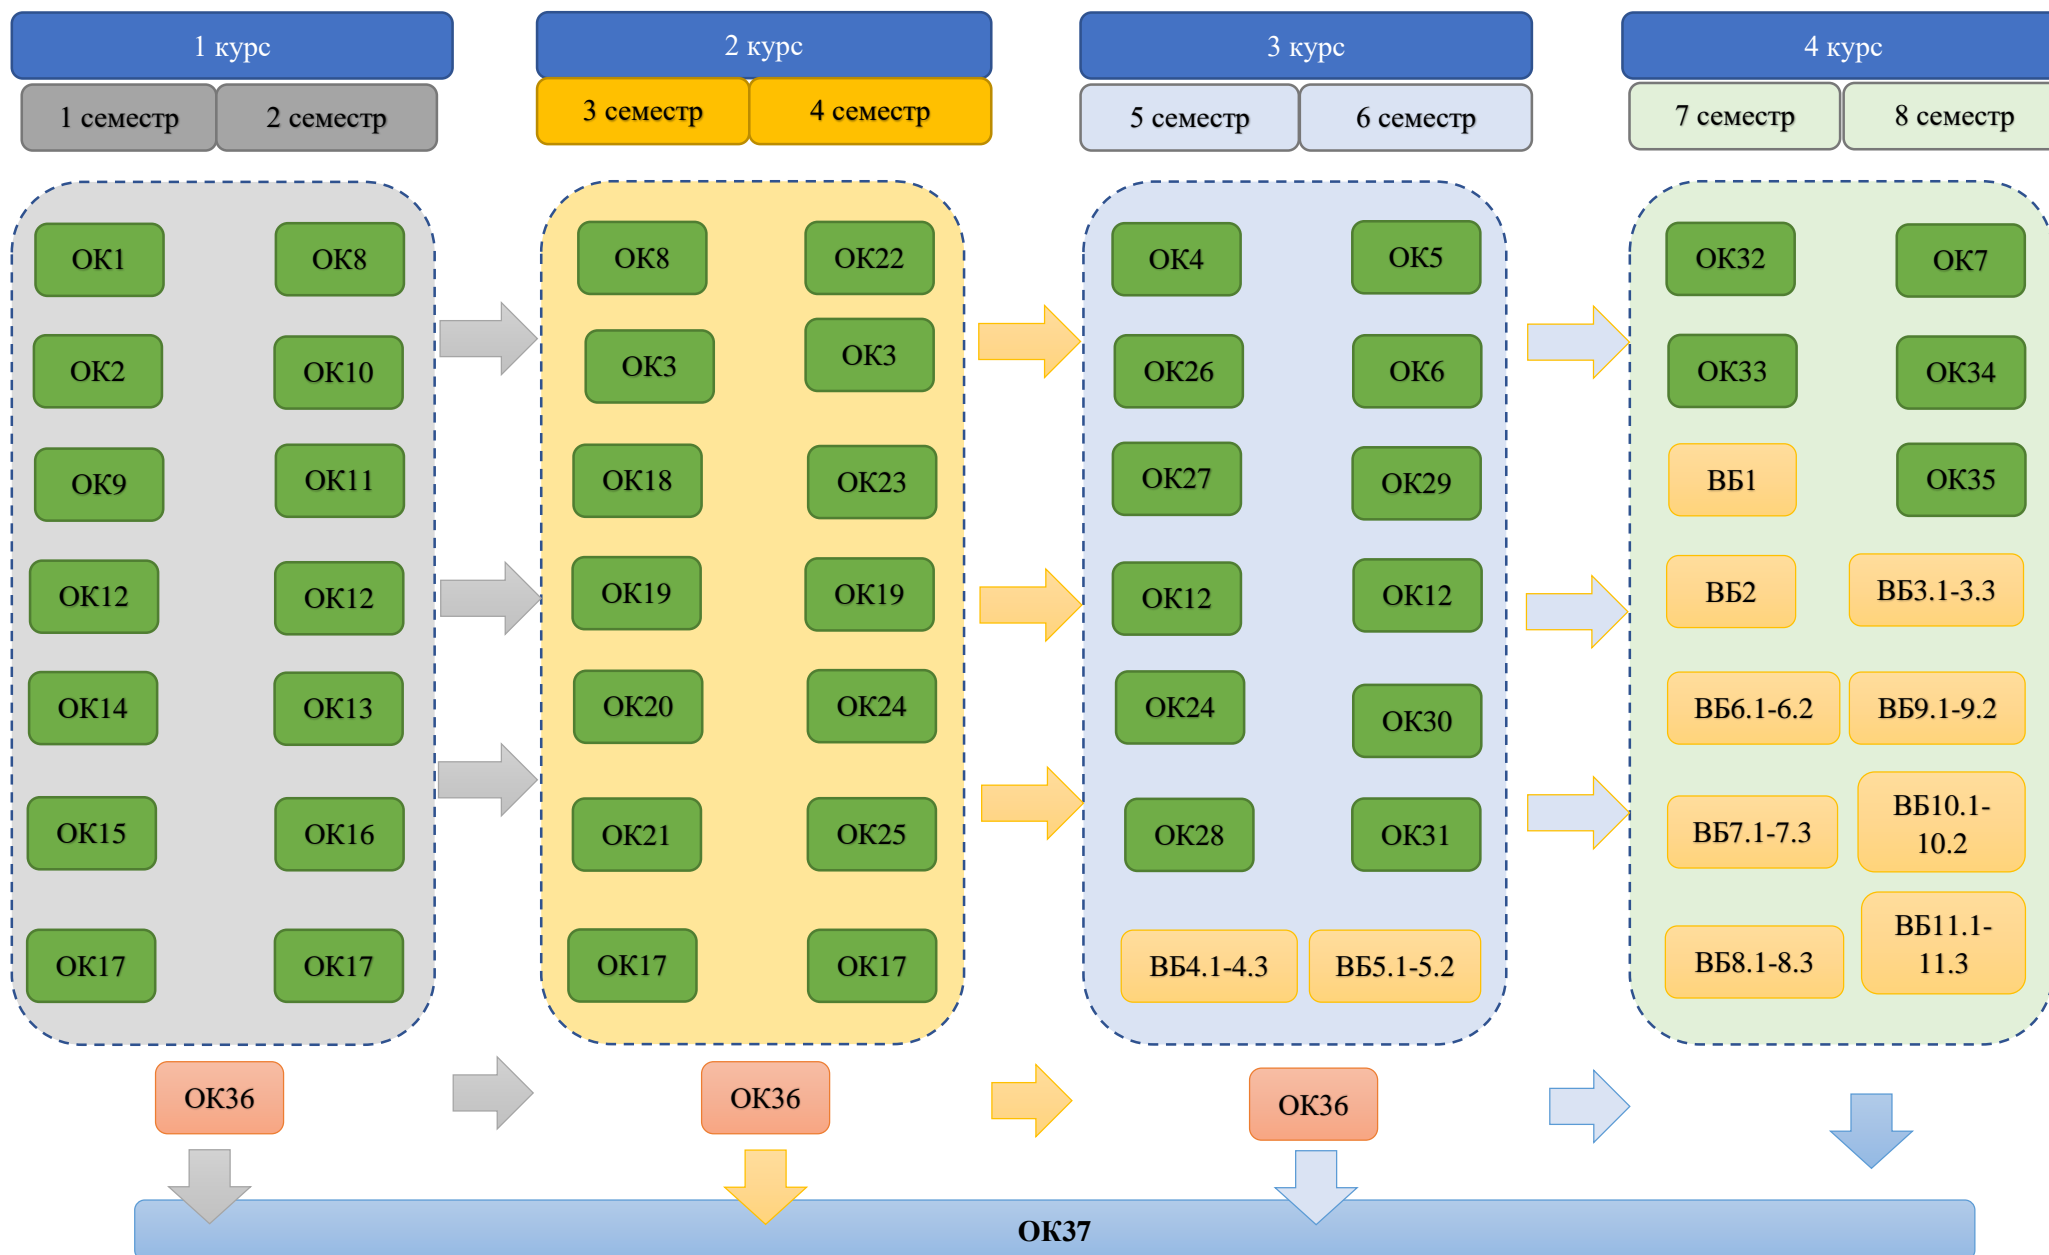 1 курс
2 курс
3 курс
4 курс
1 семестр
2 семестр
3 семестр
4 семестр
5 семестр
6 семестр
7 семестр
8 семестр
ОК1
ОК8
ОК2
ОК10
ОК9
ОК11
ОК12
ОК12
ОК14
ОК13
ОК15
ОК16
ОК17
ОК17
ОК8
ОК22
ОК3
ОК3
ОК18
ОК23
ОК19
ОК19
ОК20
ОК24
ОК21
ОК25
ОК17
ОК17
ОК4
ОК5
ОК26
ОК6
ОК27
ОК29
ОК12
ОК12
ОК24
ОК30
ОК28
ОК31
ВБ4.1-4.3
ВБ5.1-5.2
ОК32
ОК7
ОК33
ОК34
ВБ1
ОК35
ВБ2
ВБ3.1-3.3
ВБ6.1-6.2
ВБ9.1-9.2
ВБ7.1-7.3
ВБ10.1-
10.2
ВБ8.1-8.3
ВБ11.1-
11.3
ОК36
ОК36
ОК36
ОК37